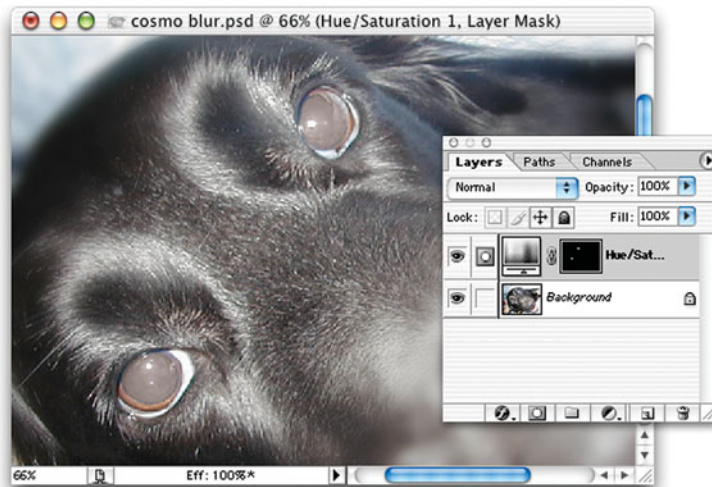 cosmo blur.psd @ 66% (Hue/Saturation 1, Layer Mask)
Layers Paths Channels
Normal Opacity: 100%
Lock: Fill: 100%
Hue/Sat...
Background
66% Eff: 100%*